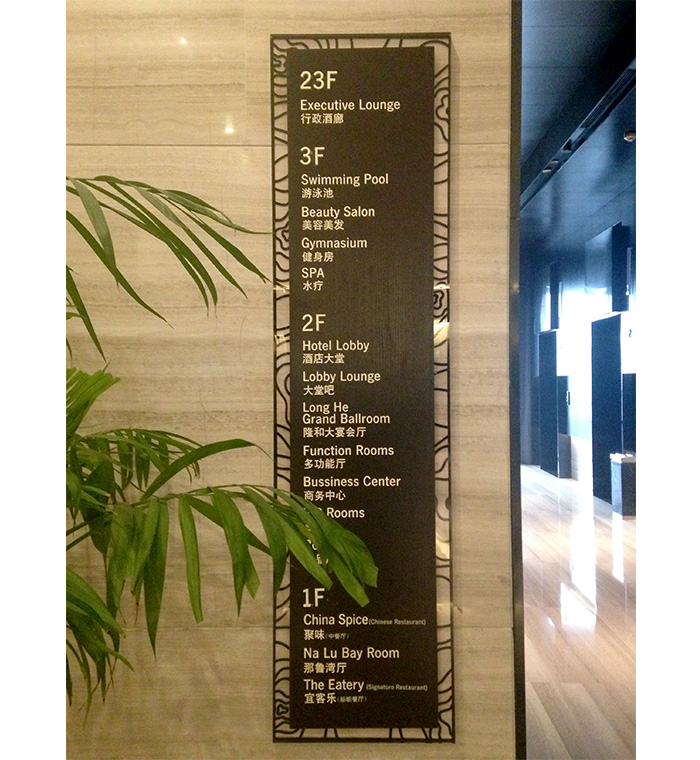 23F
Executive Lounge
行政酒廊
3F
Swimming Pool
游泳池
Beauty Salon
美容美发
Gymnasium
健身房
SPA
水疗
2F
Hotel Lobby
酒店大堂
Lobby Lounge
大堂吧
Long He
Grand Ballroom
隆和大宴会厅
Function Rooms
多功能厅
Bussiness Center
商务中心
Rooms
1F
China Spice (Chinese Restaurant)
聚味 (中餐厅)
Na Lu Bay Room
那鲁湾厅
The Eatery (Signatore Restaurant)
宜客乐 (标帜餐厅)